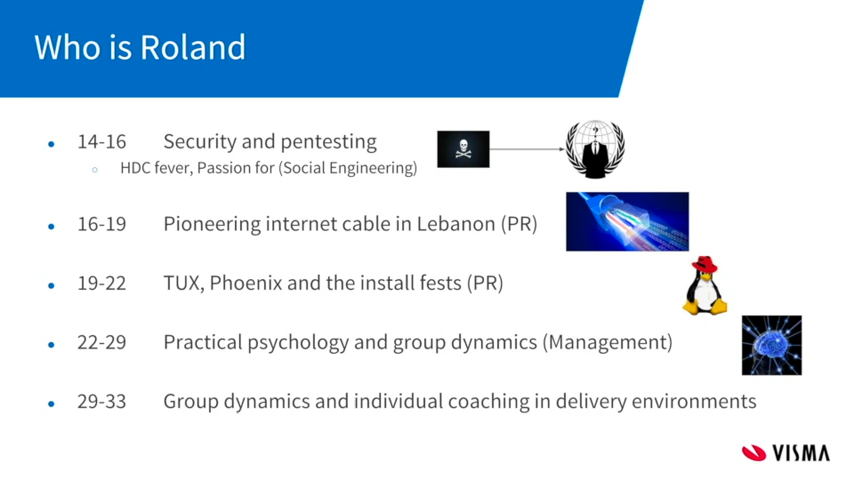 Who is Roland
14-16 Security and pentesting
HDC fever, Passion for (Social Engineering)
16-19 Pioneering internet cable in Lebanon (PR)
19-22 TUX, Phoenix and the install fests (PR)
22-29 Practical psychology and group dynamics (Management)
29-33 Group dynamics and individual coaching in delivery environments
VISMA